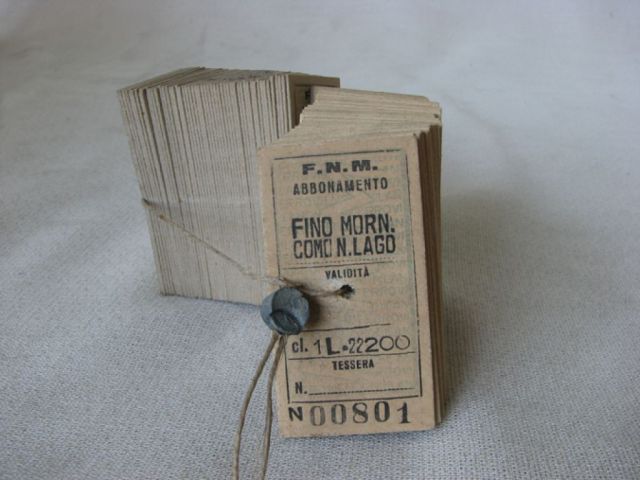 F.N.M.
ABBONAMENTO
FINO MORN.
COMO N.LAGO
VALIDITÀ
cl. 1 L.22200
TESSERA
N.
N 00801